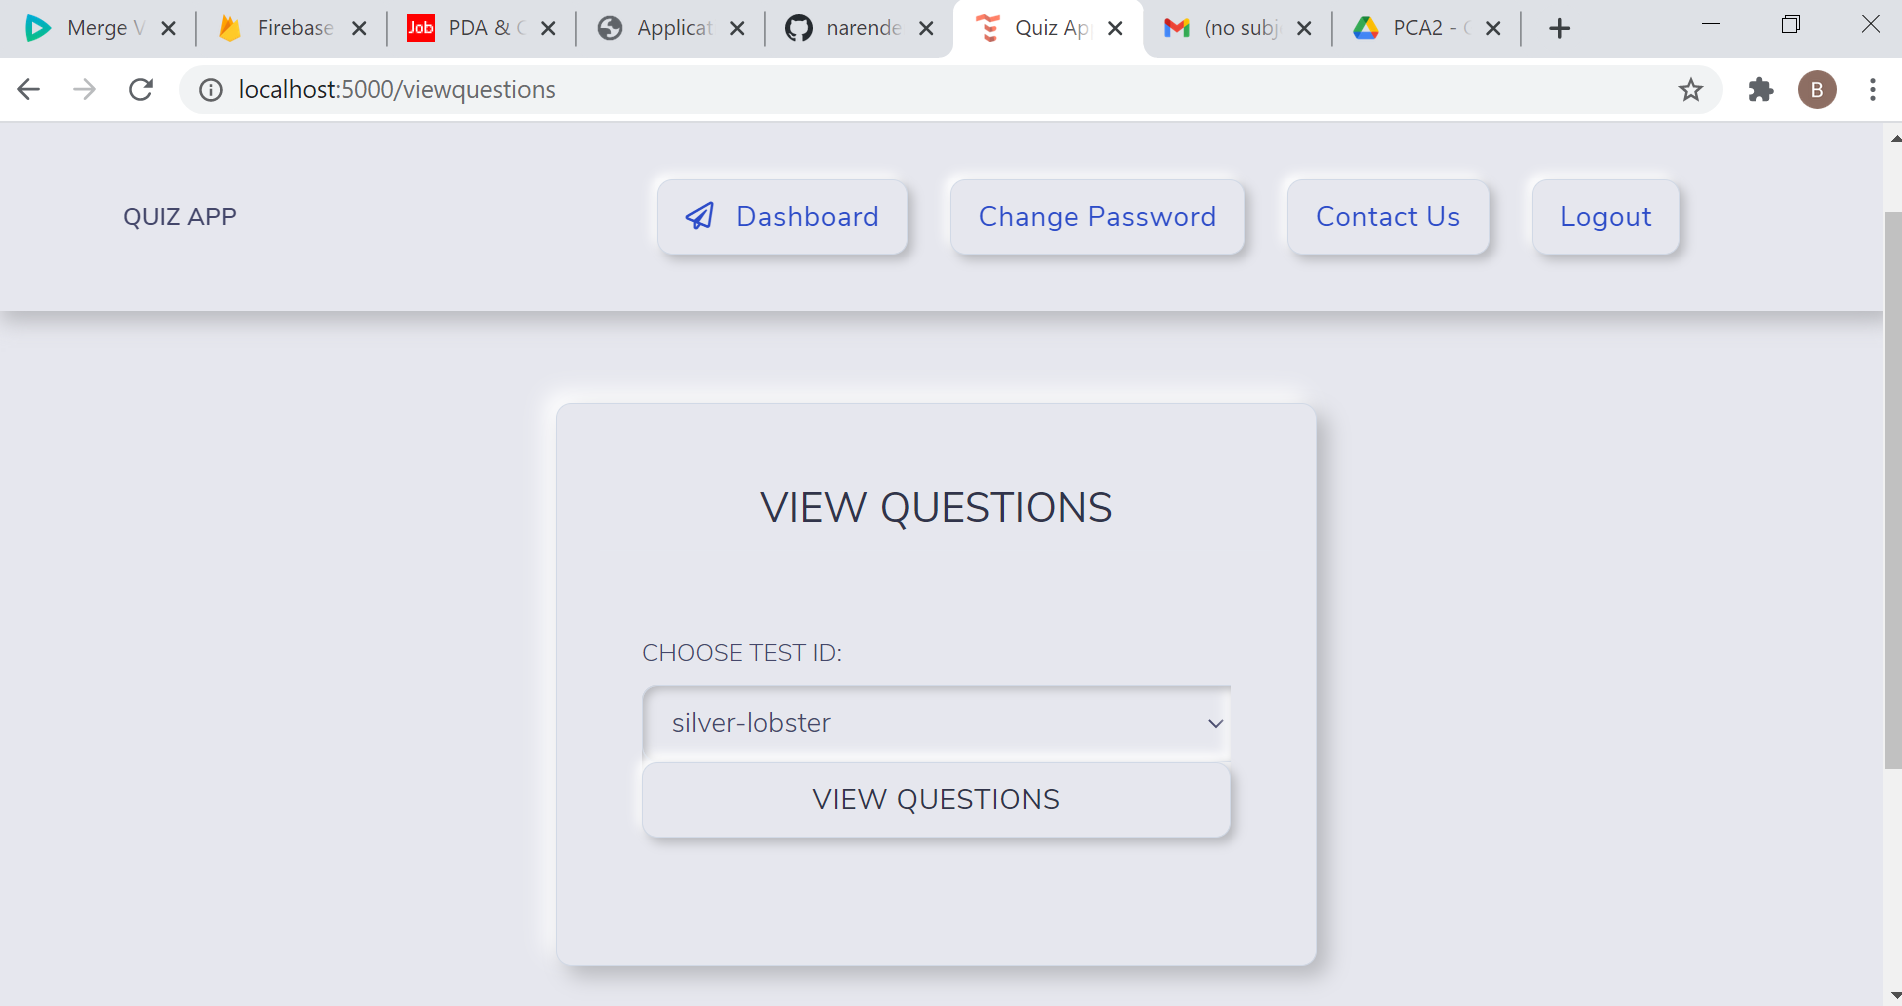 Merge V
Firebase
Job PDA & C
Applicat
narende
Quiz Ap
(no subj
PCA2 - C
localhost:5000/viewquestions
B
QUIZ APP
Dashboard
Change Password
Contact Us
Logout
VIEW QUESTIONS
CHOOSE TEST ID:
silver-lobster
VIEW QUESTIONS